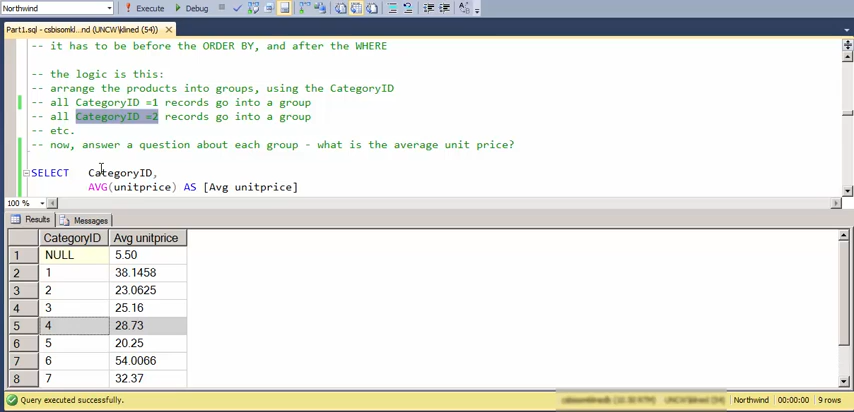 Northwind Execute Debug
Part1.sql - csbisomkl...nd (UNCW\klined (54))
-- it has to be before the ORDER BY, and after the WHERE
-- the logic is this:
-- arrange the products into groups, using the CategoryID
-- all CategoryID =1 records go into a group
-- all CategoryID =2 records go into a group
-- etc.
-- now, answer a question about each group - what is the average unit price?
SELECT CategoryID,
AVG(unitprice) AS [Avg unitprice]
100 %
Results Messages
CategoryID Avg unitprice
1 NULL 5.50
2 1 38.1458
3 2 23.0625
4 3 25.16
5 4 28.73
6 5 20.25
7 6 54.0066
8 7 32.37
Query executed successfully. Northwind 00:00:00 9 rows